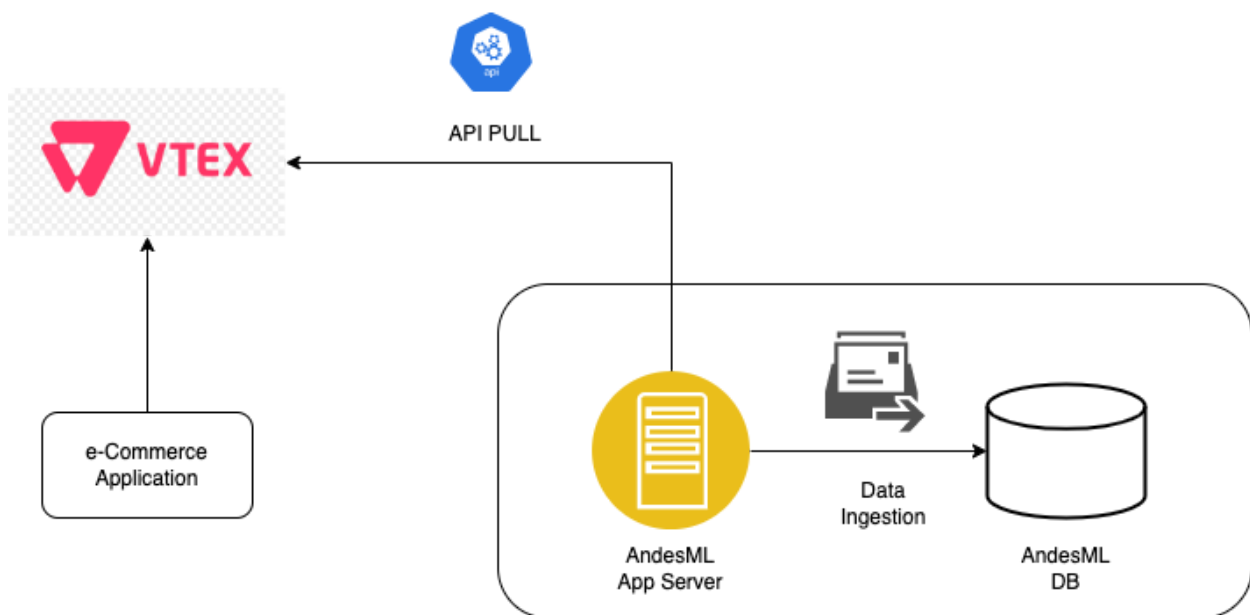 api
API PULL
VTEX
e-Commerce
Application
Data
Ingestion
AndesML
App Server
AndesML
DB